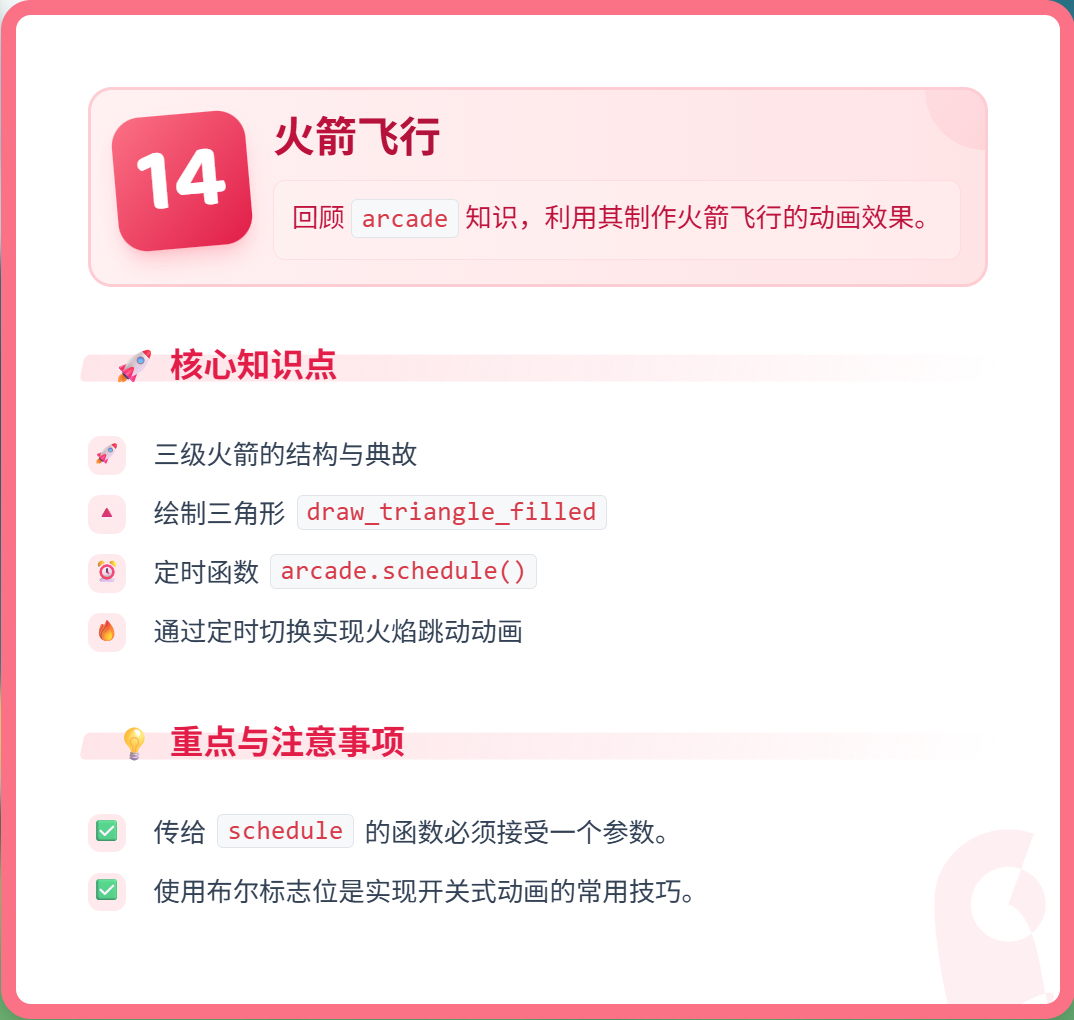 14
火箭飞行
回顾 arcade 知识，利用其制作火箭飞行的动画效果。
核心知识点
三级火箭的结构与典故
绘制三角形 draw_triangle_filled
定时函数 arcade.schedule()
通过定时切换实现火焰跳动动画
重点与注意事项
传给 schedule 的函数必须接受一个参数。
使用布尔标志位是实现开关式动画的常用技巧。